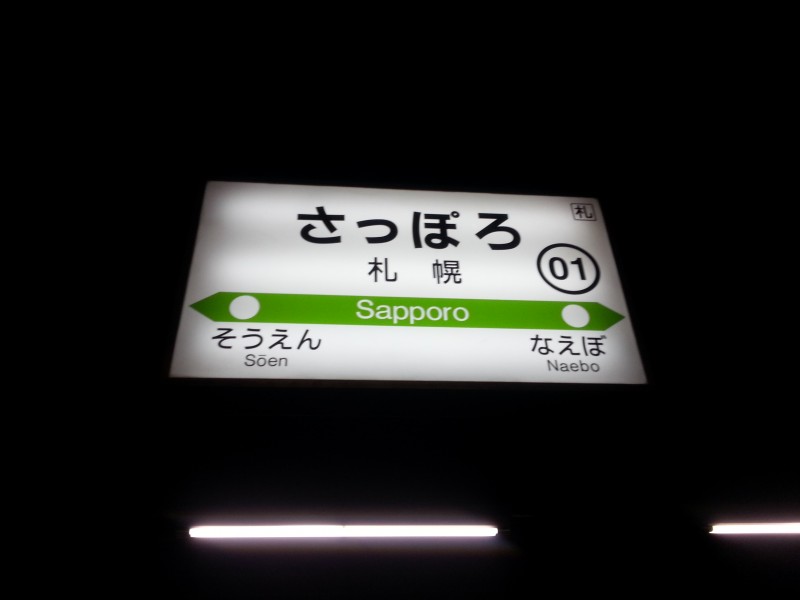 札
さっぽろ
札幌
01
Sapporo
そうえん
なえぼ
Sōen
Naebo